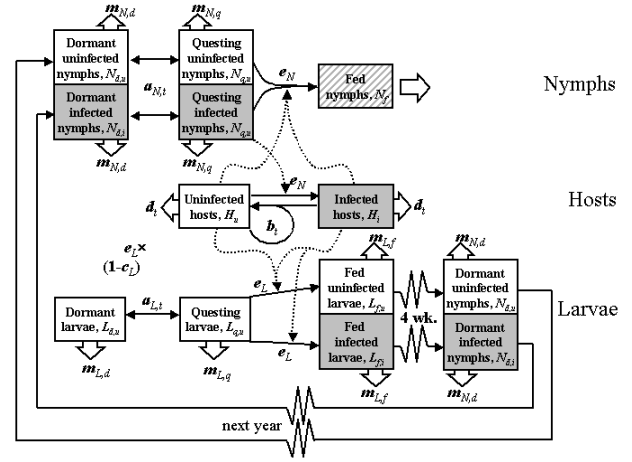 m_N,d
m_N,q
Dormant
uninfected
nymphs, N_d,u
Questing
uninfected
nymphs, N_q,u
Dormant
infected
nymphs, N_d,i
Questing
infected
nymphs, N_q,u
a_N,t
e_N
Fed
nymphs, N_f
Nymphs
m_N,d
m_N,q
e_N
Uninfected
hosts, H_u
Infected
hosts, H_i
Hosts
d_t
b_t
d_t
e_L×
(1-c_L)
m_L,f
m_N,d
Dormant
larvae, L_d,u
a_L,t
Questing
larvae, L_q,u
e_L
e_L
Fed
uninfected
larvae, L_f,u
Fed
infected
larvae, L_f,i
4 wk.
Dormant
uninfected
nymphs, N_d,u
Dormant
infected
nymphs, N_d,i
Larvae
m_L,d
m_L,q
m_L,f
m_N,d
next year